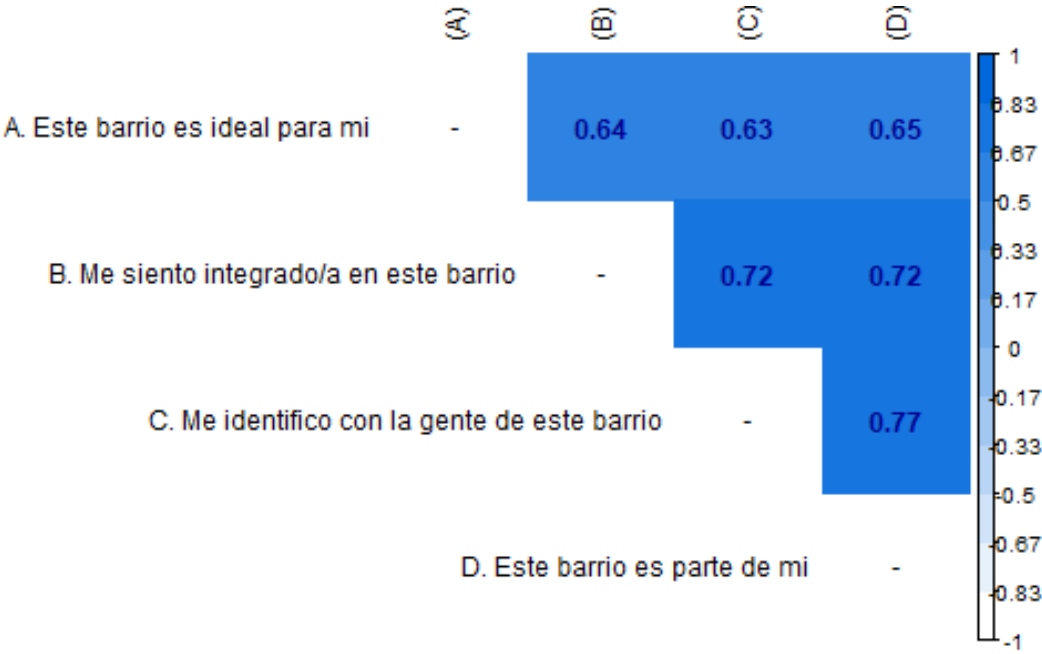 (A) (B) (C) (D)
A. Este barrio es ideal para mi - 0.64 0.63 0.65
B. Me siento integrado/a en este barrio - 0.72 0.72
C. Me identifico con la gente de este barrio - 0.77
D. Este barrio es parte de mi -
1
0.83
0.67
0.5
0.33
0.17
0
-0.17
-0.33
-0.5
-0.67
-0.83
-1